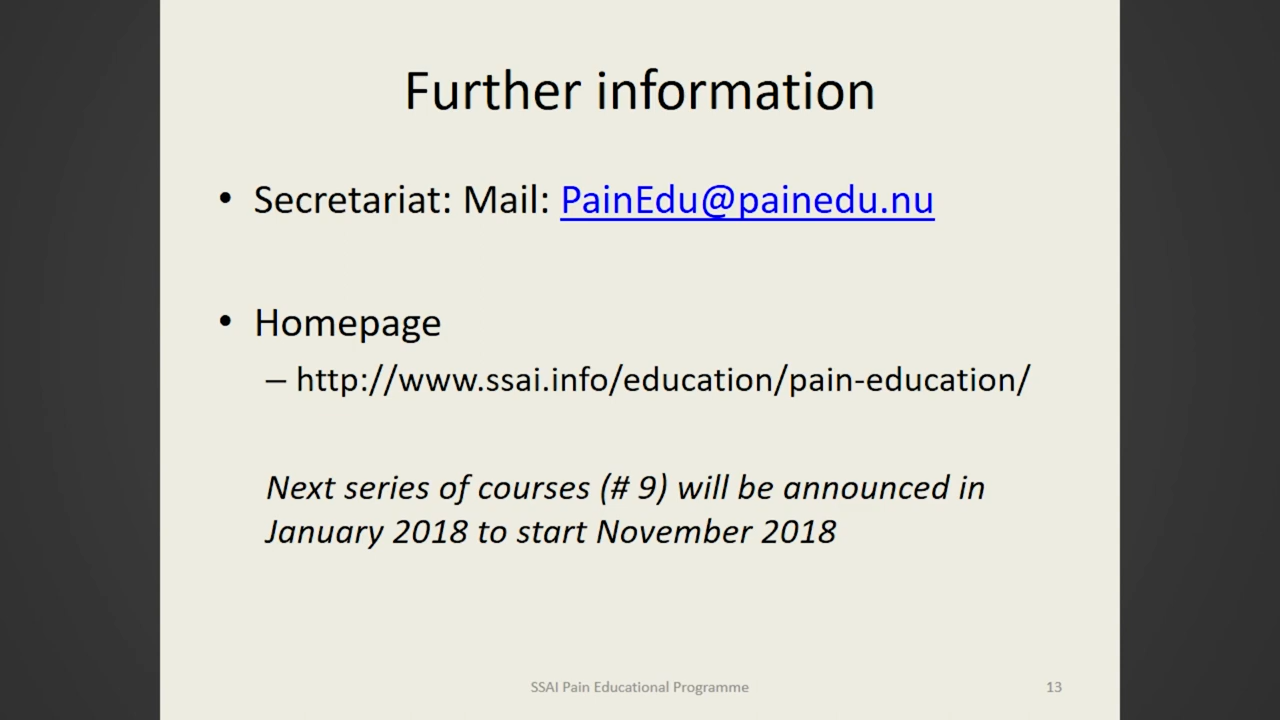 Further information
• Secretariat: Mail: PainEdu@painedu.nu
• Homepage
– http://www.ssai.info/education/pain-education/
Next series of courses (# 9) will be announced in
January 2018 to start November 2018
SSAI Pain Educational Programme
13